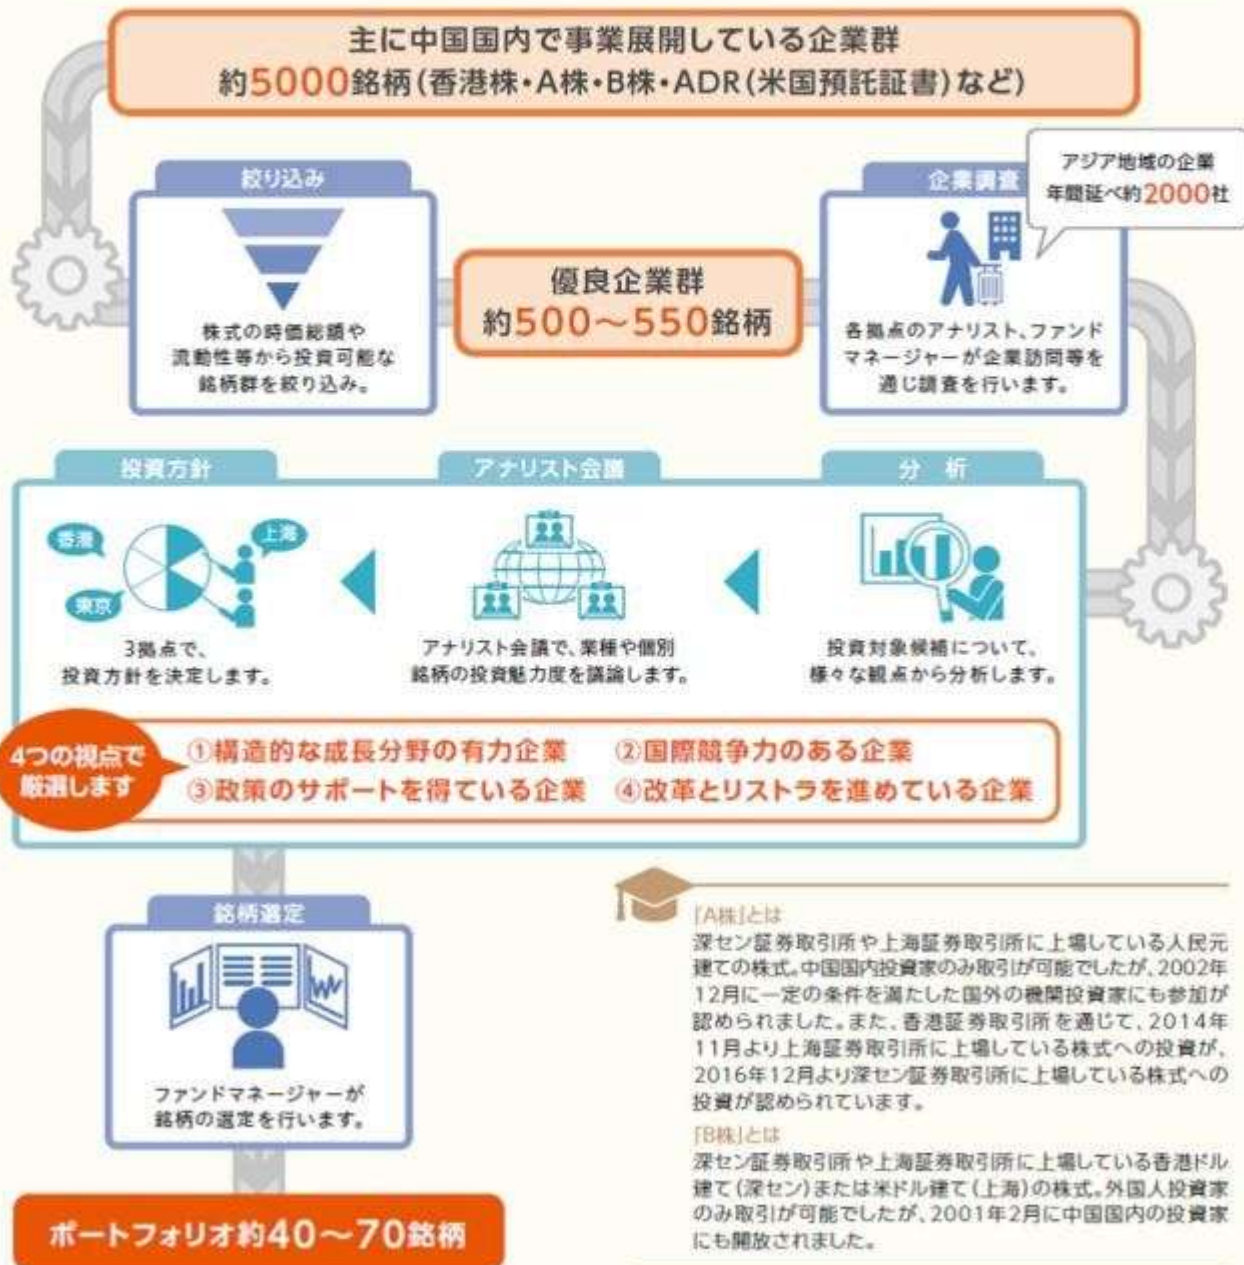 主に中国国内で事業展開している企業群
約5000銘柄(香港株・A株・B株・ADR(米国預託証書)など)
絞り込み
株式の時価総額や
流動性等から投資可能な
銘柄群を絞り込み。
優良企業群
約500～550銘柄
企業調査
アジア地域の企業
年間延べ約2000社
各拠点のアナリスト、ファンド
マネージャーが企業訪問等を
通じ調査を行います。
投資方針
香港
上海
東京
3拠点で、
投資方針を決定します。
アナリスト会議
アナリスト会議で、業種や個別
銘柄の投資魅力度を議論します。
分 析
投資対象候補について、
様々な観点から分析します。
4つの視点で
厳選します
①構造的な成長分野の有力企業 ②国際競争力のある企業
③政策のサポートを得ている企業 ④改革とリストラを進めている企業
銘柄選定
ファンドマネージャーが
銘柄の選定を行います。
ポートフォリオ約40～70銘柄
「A株」とは
深セン証券取引所や上海証券取引所に上場している人民元
建ての株式。中国国内投資家のみ取引が可能でしたが、2002年
12月に一定の条件を満たした国外の機関投資家にも参加が
認められました。また、香港証券取引所を通じて、2014年
11月より上海証券取引所に上場している株式への投資が、
2016年12月より深セン証券取引所に上場している株式への
投資が認められています。
「B株」とは
深セン証券取引所や上海証券取引所に上場している香港ドル
建て(深セン)または米ドル建て(上海)の株式。外国人投資家
のみ取引が可能でしたが、2001年2月に中国国内の投資家
にも開放されました。